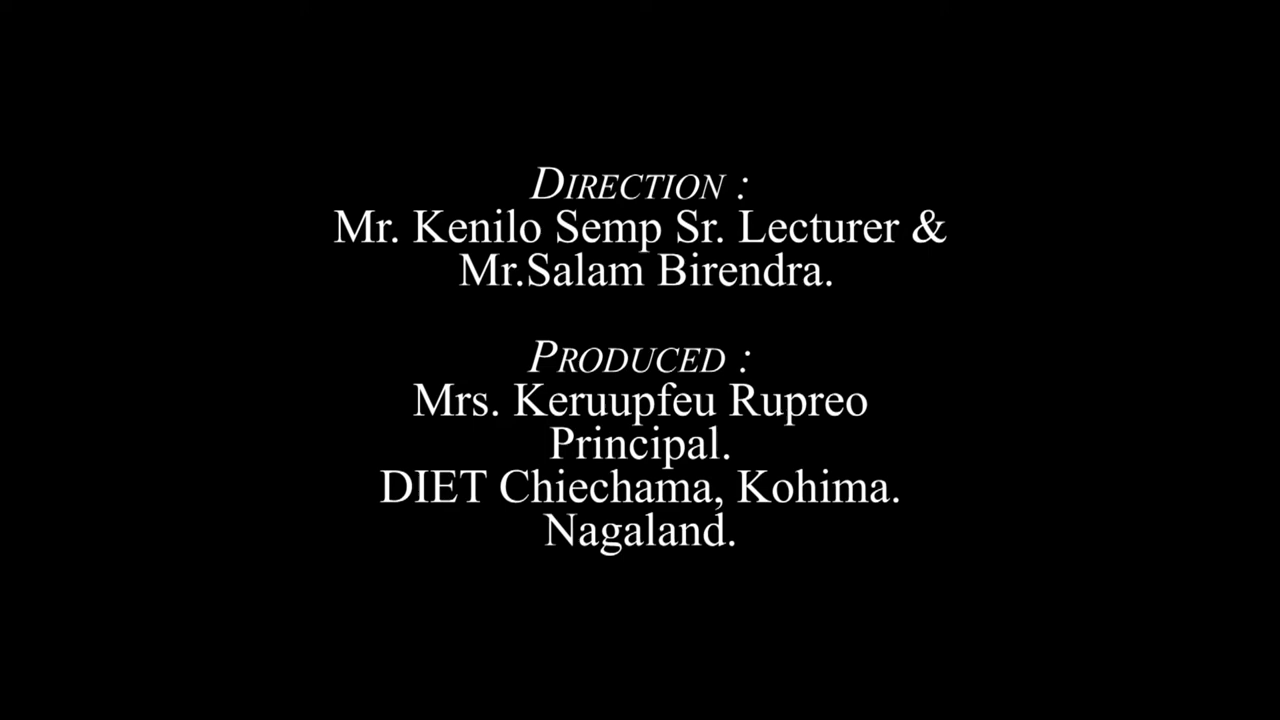 DIRECTION :
Mr. Kenilo Semp Sr. Lecturer &
Mr.Salam Birendra.
PRODUCED :
Mrs. Keruupfeu Rupreo
Principal.
DIET Chiechama, Kohima.
Nagaland.